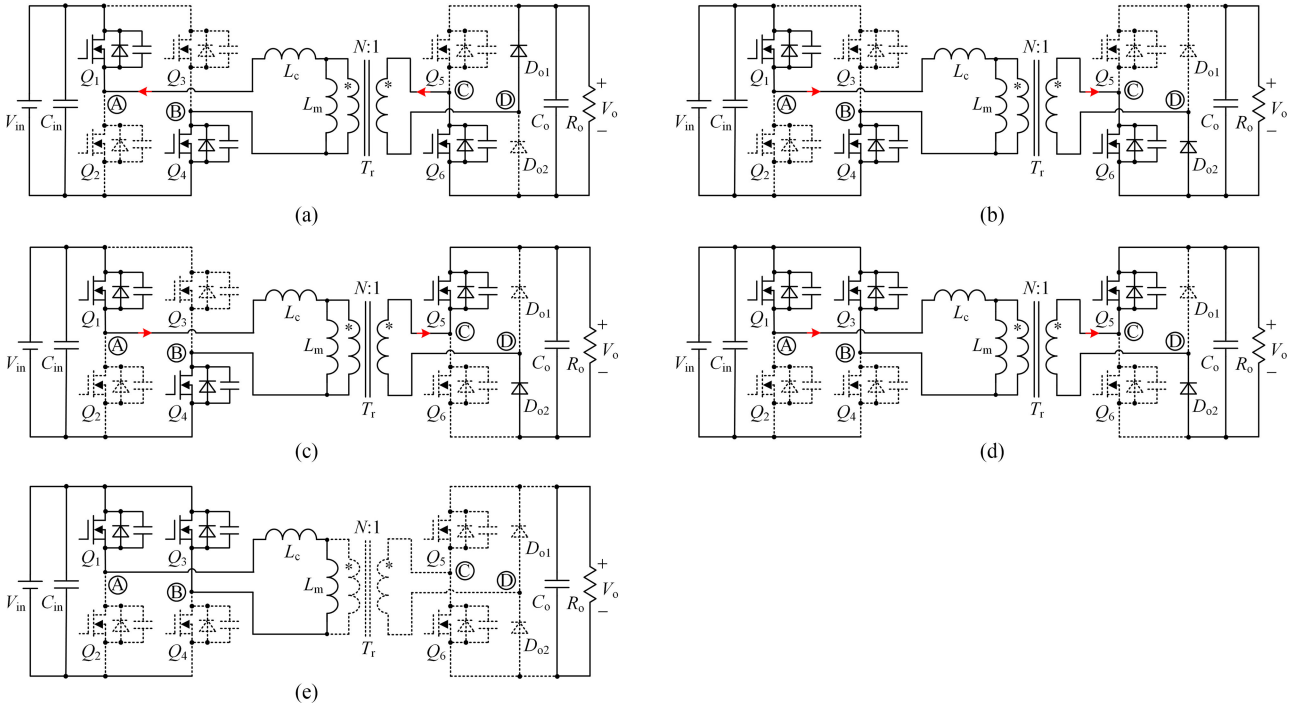 Q1 Q3 N:1 Q5 Do1
Lc
A * * C D +
Vin Cin B Lm Co Ro Vo
−
Q2 Q4 Tr Q6 Do2
(a)
Q1 Q3 N:1 Q5 Do1
Lc
A * * C D +
Vin Cin B Lm Co Ro Vo
−
Q2 Q4 Tr Q6 Do2
(b)
Q1 Q3 N:1 Q5 Do1
Lc
A * * C D +
Vin Cin B Lm Co Ro Vo
−
Q2 Q4 Tr Q6 Do2
(c)
Q1 Q3 N:1 Q5 Do1
Lc
A * * C D +
Vin Cin B Lm Co Ro Vo
−
Q2 Q4 Tr Q6 Do2
(d)
Q1 Q3 N:1 Q5 Do1
Lc
A * * C D +
Vin Cin B Lm Co Ro Vo
−
Q2 Q4 Tr Q6 Do2
(e)